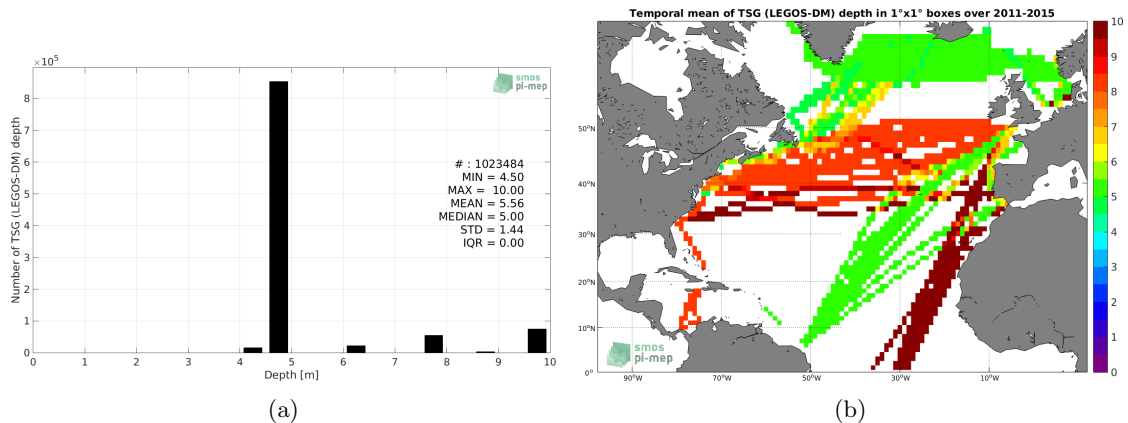 ×10⁵
8
7
6
5
4
3
2
1
0
Number of TSG (LEGOS-DM) depth
smos
pi-mep
# : 1023484
MIN = 4.50
MAX = 10.00
MEAN = 5.56
MEDIAN = 5.00
STD = 1.44
IQR = 0.00
0 1 2 3 4 5 6 7 8 9 10
Depth [m]
(a)
Temporal mean of TSG (LEGOS-DM) depth in 1°x1° boxes over 2011-2015
50°N
40°N
30°N
20°N
10°N
0°N
90°W 70°W 50°W 30°W 10°W
smos
pi-mep
10
9
8
7
6
5
4
3
2
1
0
(b)